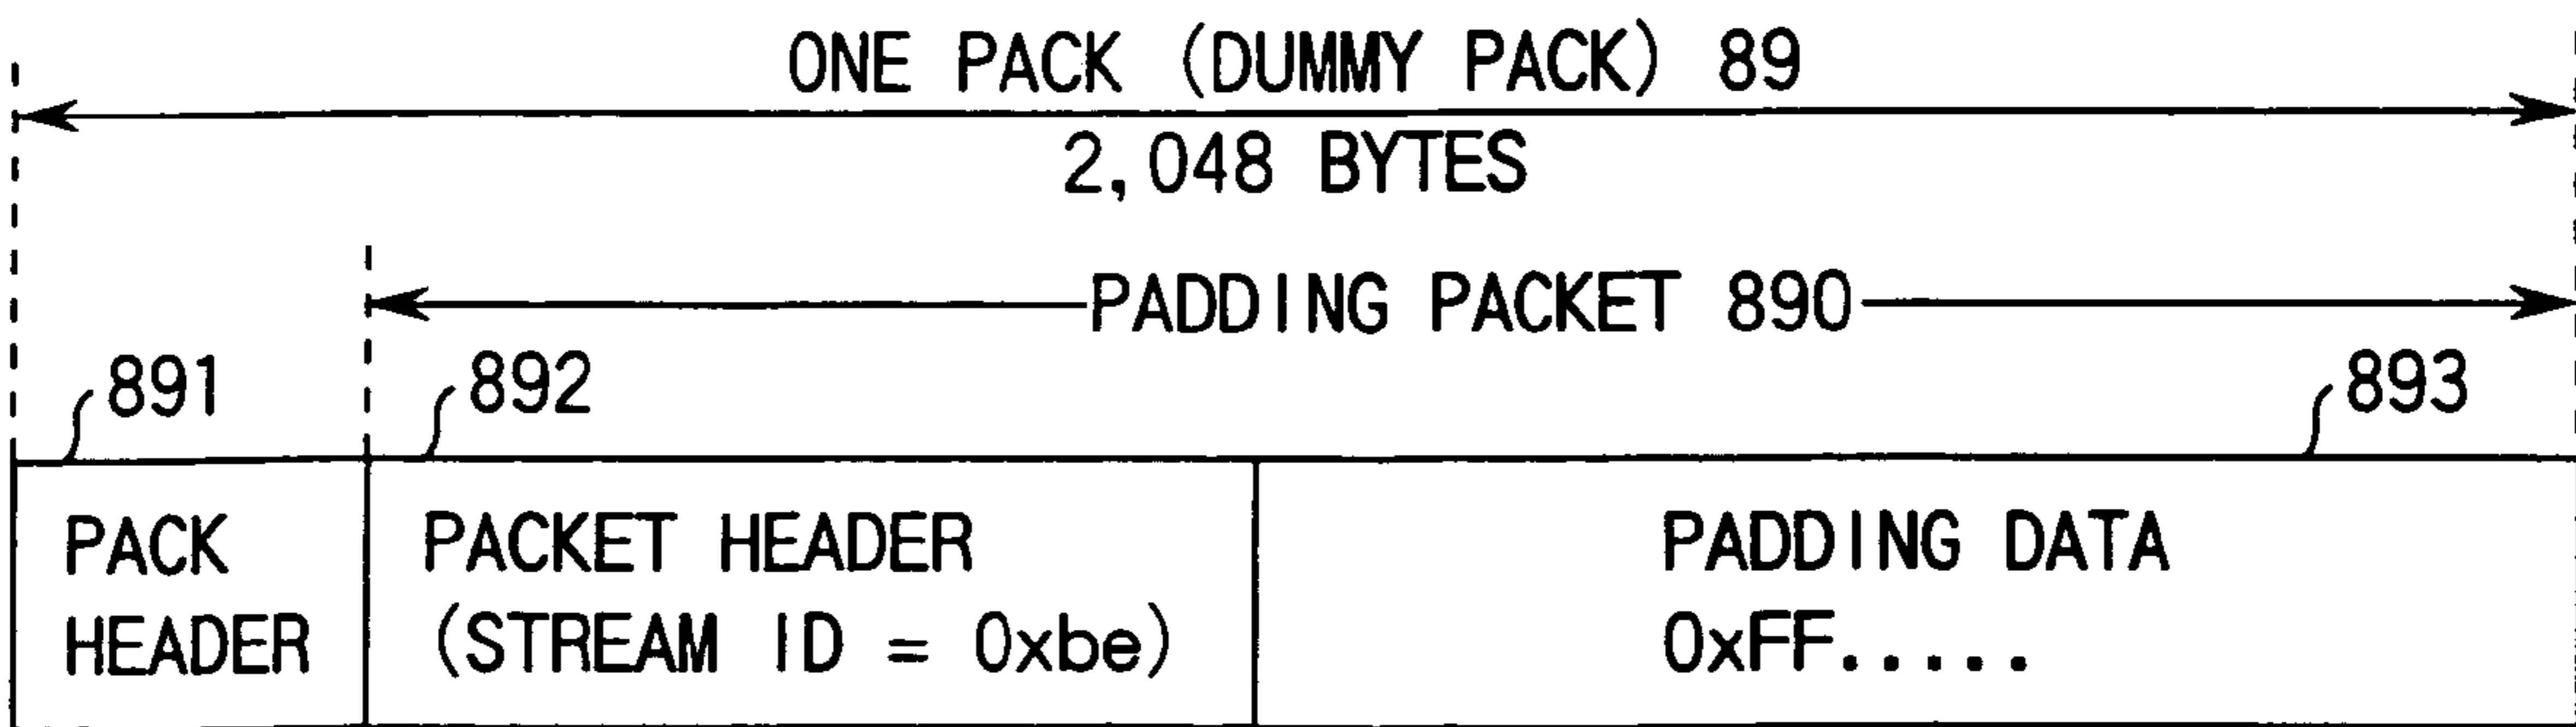 ONE PACK (DUMMY PACK) 89
2,048 BYTES
PADDING PACKET 890
891
892
893
PACK
HEADER
PACKET HEADER
(STREAM ID = 0xbe)
PADDING DATA
0xFF.....